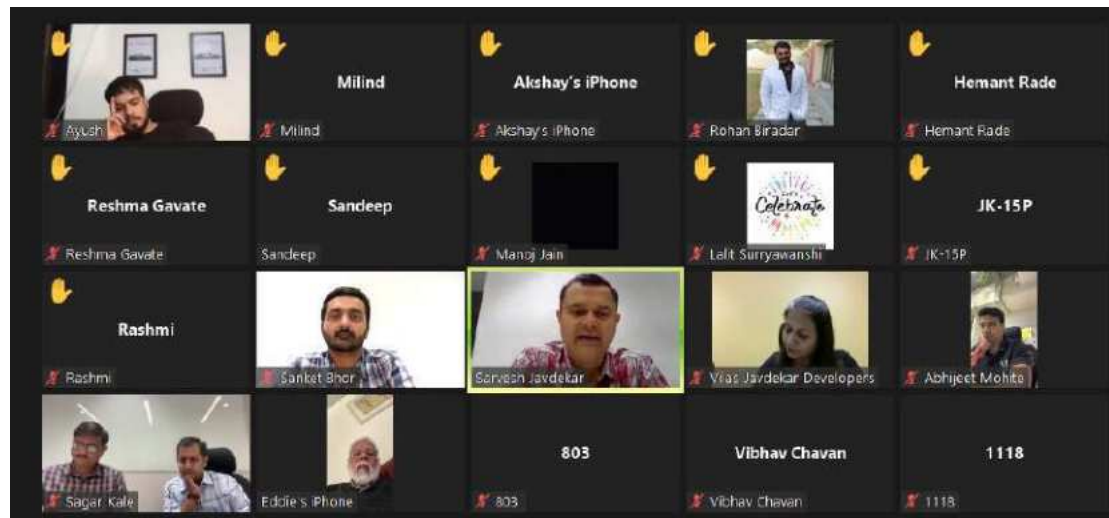 Ayush
Milind
Milind
Akshay's iPhone
Akshay's iPhone
Rohan Biradar
Hemant Rade
Hemant Rade
Reshma Gavate
Reshma Gavate
Sandeep
Sandeep
Manoj Jain
Let's
Celebrate
Lalit Surryawanshi
JK-15P
JK-15P
Rashmi
Rashmi
Sanket Bhor
Sarvesh Javdekar
Vilas Javdekar Developers
Abhijeet Mohite
Sagar Kale
Eddie's iPhone
803
803
Vibhav Chavan
Vibhav Chavan
1118
1118